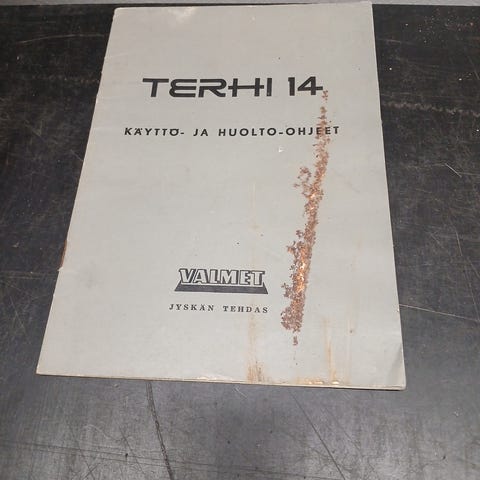 TERHI 14
KÄYTTÖ- JA HUOLTO-OHJEET
VALMET
JYSKÄN TEHDAS